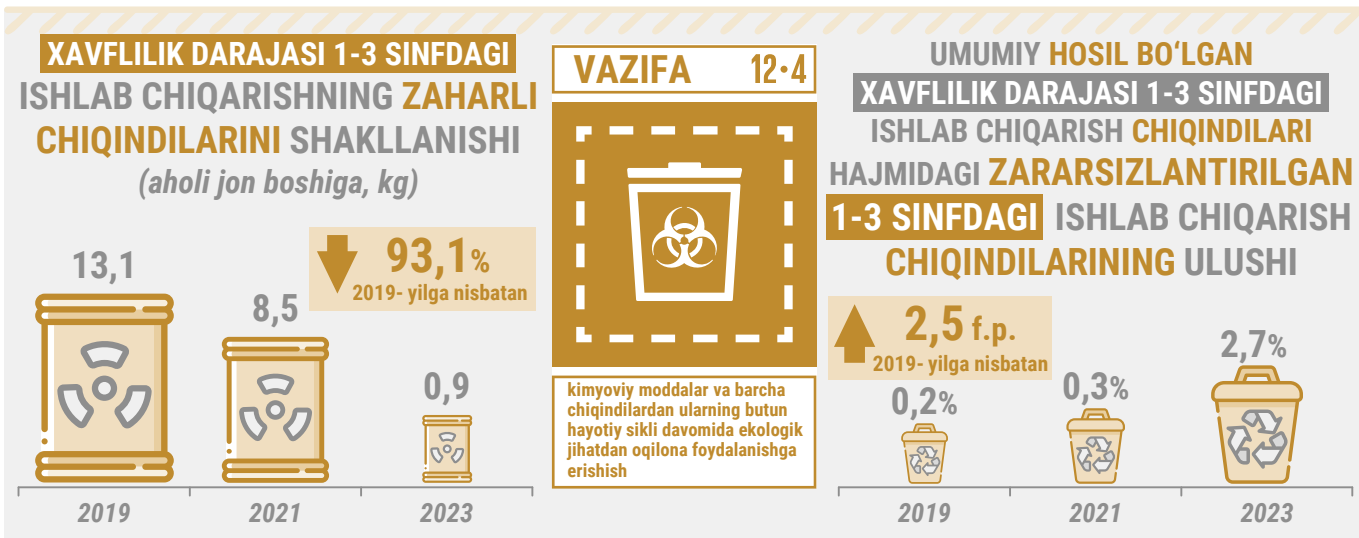 XAVFLILIK DARAJASI 1-3 SINFDAGI
ISHLAB CHIQARISHNING ZAHARLI
CHIQINDILARINI SHAKLLANISHI
(aholi jon boshiga, kg)
93,1%
2019- yilga nisbatan
13,1
8,5
0,9
2019
2021
2023
VAZIFA 12•4
kimyoviy moddalar va barcha
chiqindilardan ularning butun
hayotiy sikli davomida ekologik
jihatdan oqilona foydalanishga
erishish
UMUMIY HOSIL BO‘LGAN
XAVFLILIK DARAJASI 1-3 SINFDAGI
ISHLAB CHIQARISH CHIQINDILARI
HAJMIDAGI ZARARSIZLANTIRILGAN
1-3 SINFDAGI ISHLAB CHIQARISH
CHIQINDILARINING ULUSHI
2,5 f.p.
2019- yilga nisbatan
0,2%
0,3%
2,7%
2019
2021
2023